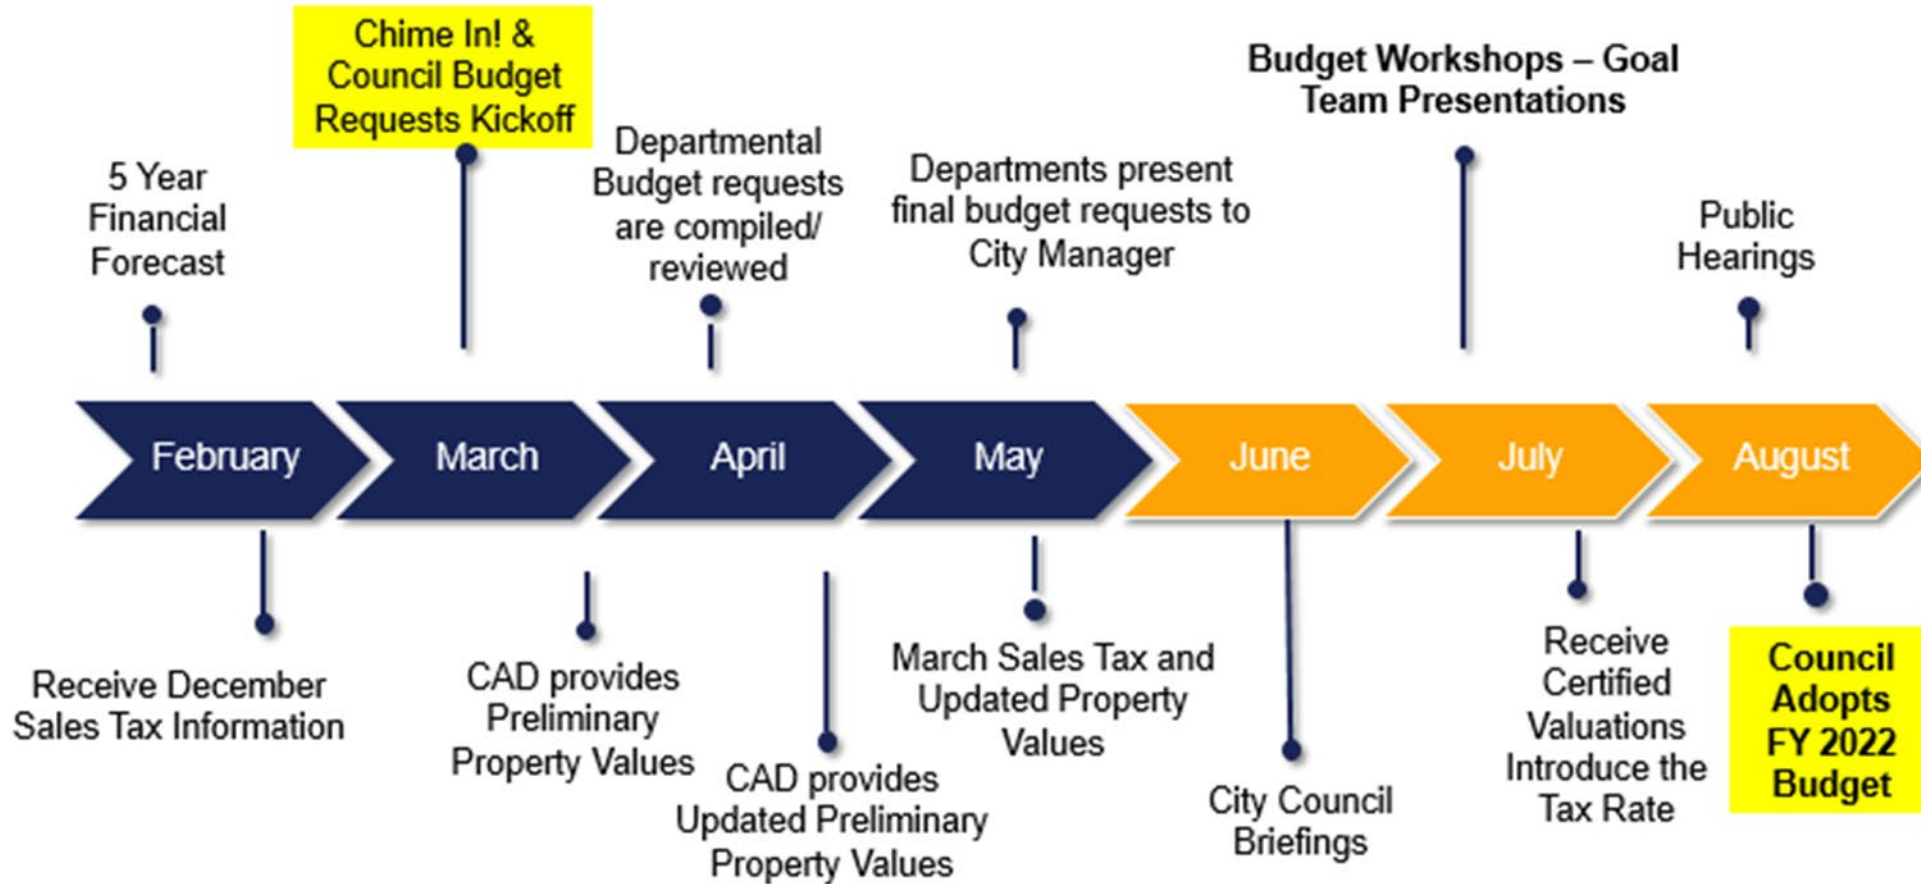 5 Year
Financial
Forecast
Chime In! &
Council Budget
Requests Kickoff
Departmental
Budget requests
are compiled/
reviewed
Departments present
final budget requests to
City Manager
Budget Workshops – Goal
Team Presentations
Public
Hearings
February
March
April
May
June
July
August
Receive December
Sales Tax Information
CAD provides
Preliminary
Property Values
CAD provides
Updated Preliminary
Property Values
March Sales Tax and
Updated Property
Values
City Council
Briefings
Receive
Certified
Valuations
Introduce the
Tax Rate
Council
Adopts
FY 2022
Budget